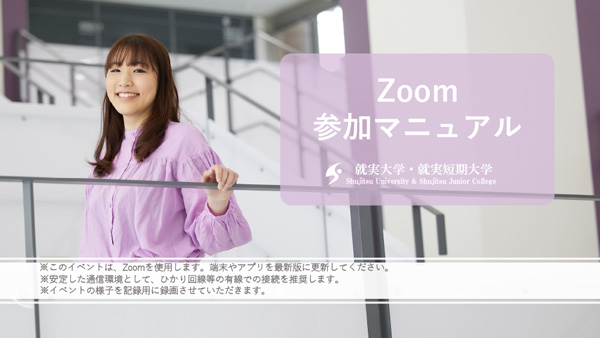 Zoom
参加マニュアル
就実大学・就実短期大学
Shujitsu University & Shujitsu Junior College
※このイベントは、Zoomを使用します。端末やアプリを最新版に更新してください。
※安定した通信環境として、ひかり回線等の有線での接続を推奨します。
※イベントの様子を記録用に録画させていただきます。